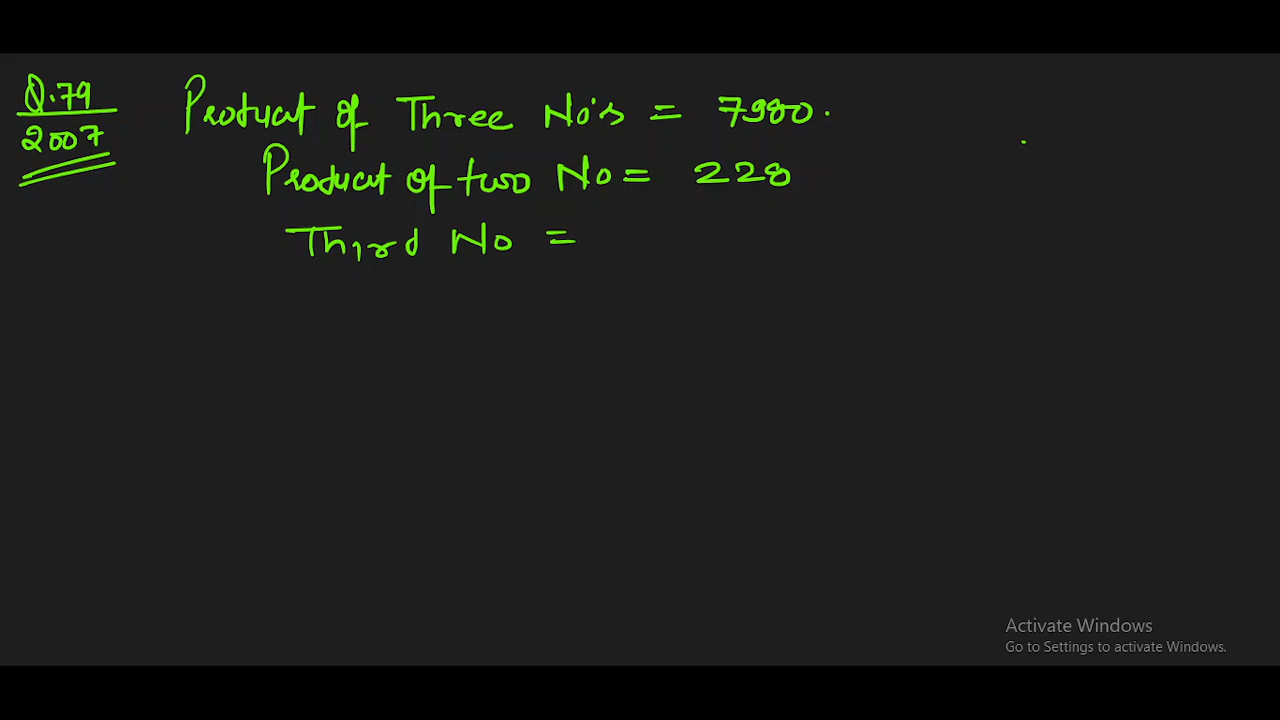 Q.79
2007
Product of Three No's = 7980.
Product of two No = 228
Third No =
Activate Windows
Go to Settings to activate Windows.